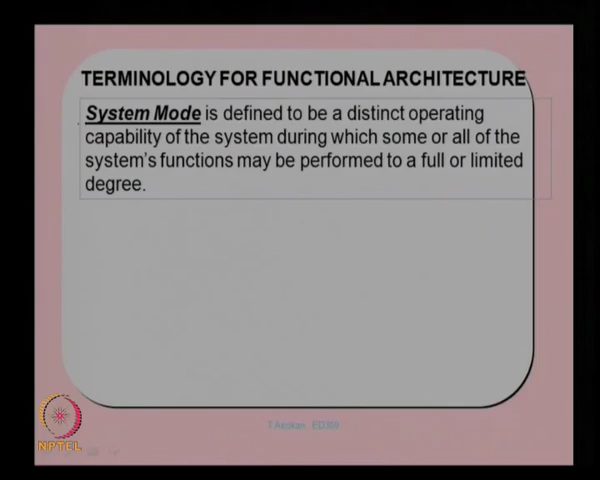 TERMINOLOGY FOR FUNCTIONAL ARCHITECTURE
System Mode is defined to be a distinct operating
capability of the system during which some or all of the
system's functions may be performed to a full or limited
degree.
NPTEL